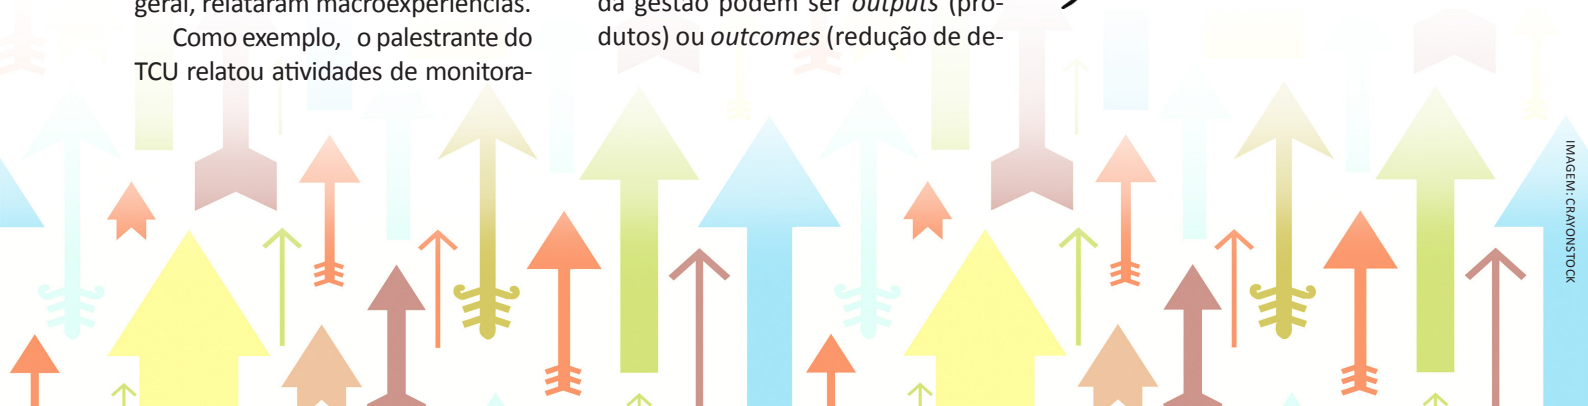 geral, relataram macroexperiências.
Como exemplo, o palestrante do
TCU relatou atividades de monitora-
da gestão podem ser outputs (pro-
dutos) ou outcomes (redução de de-
IMAGEM: CRAYONSTOCK